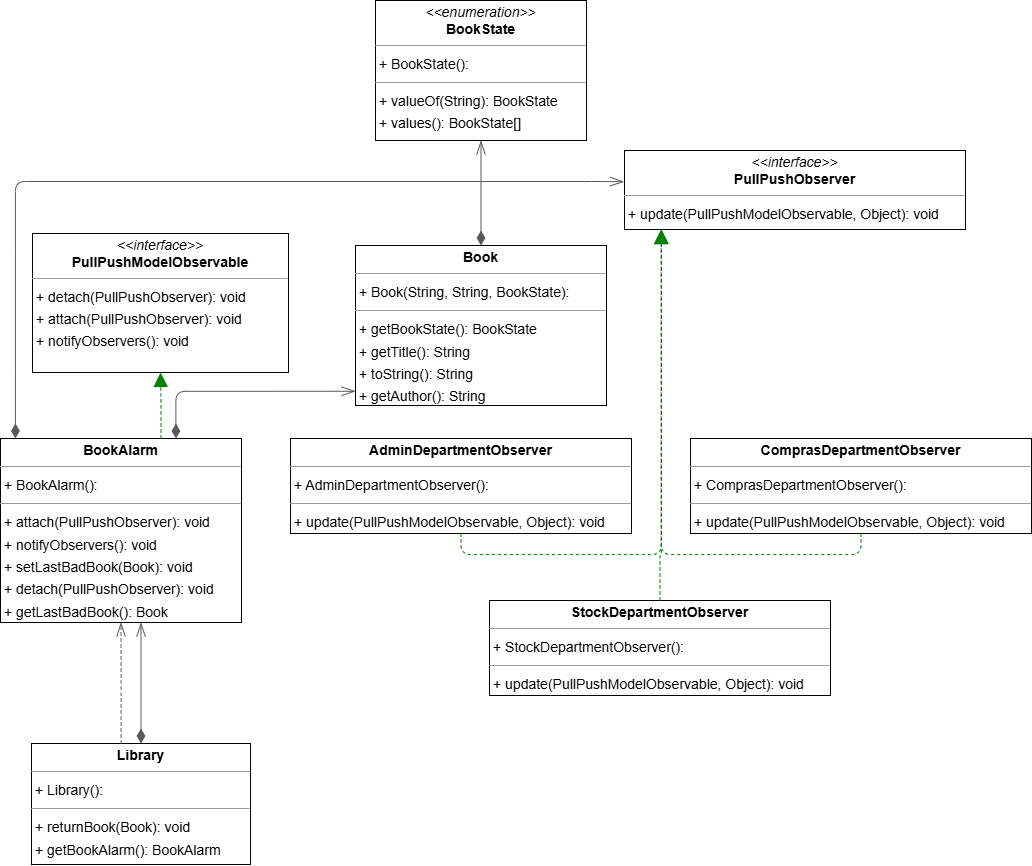 <<enumeration>>
BookState
+ BookState():
+ valueOf(String): BookState
+ values(): BookState[]
<<interface>>
PullPushObserver
+ update(PullPushModelObservable, Object): void
<<interface>>
PullPushModelObservable
+ detach(PullPushObserver): void
+ attach(PullPushObserver): void
+ notifyObservers(): void
Book
+ Book(String, String, BookState):
+ getBookState(): BookState
+ getTitle(): String
+ toString(): String
+ getAuthor(): String
BookAlarm
+ BookAlarm():
+ attach(PullPushObserver): void
+ notifyObservers(): void
+ setLastBadBook(Book): void
+ detach(PullPushObserver): void
+ getLastBadBook(): Book
AdminDepartmentObserver
+ AdminDepartmentObserver():
+ update(PullPushModelObservable, Object): void
ComprasDepartmentObserver
+ ComprasDepartmentObserver():
+ update(PullPushModelObservable, Object): void
StockDepartmentObserver
+ StockDepartmentObserver():
+ update(PullPushModelObservable, Object): void
Library
+ Library():
+ returnBook(Book): void
+ getBookAlarm(): BookAlarm